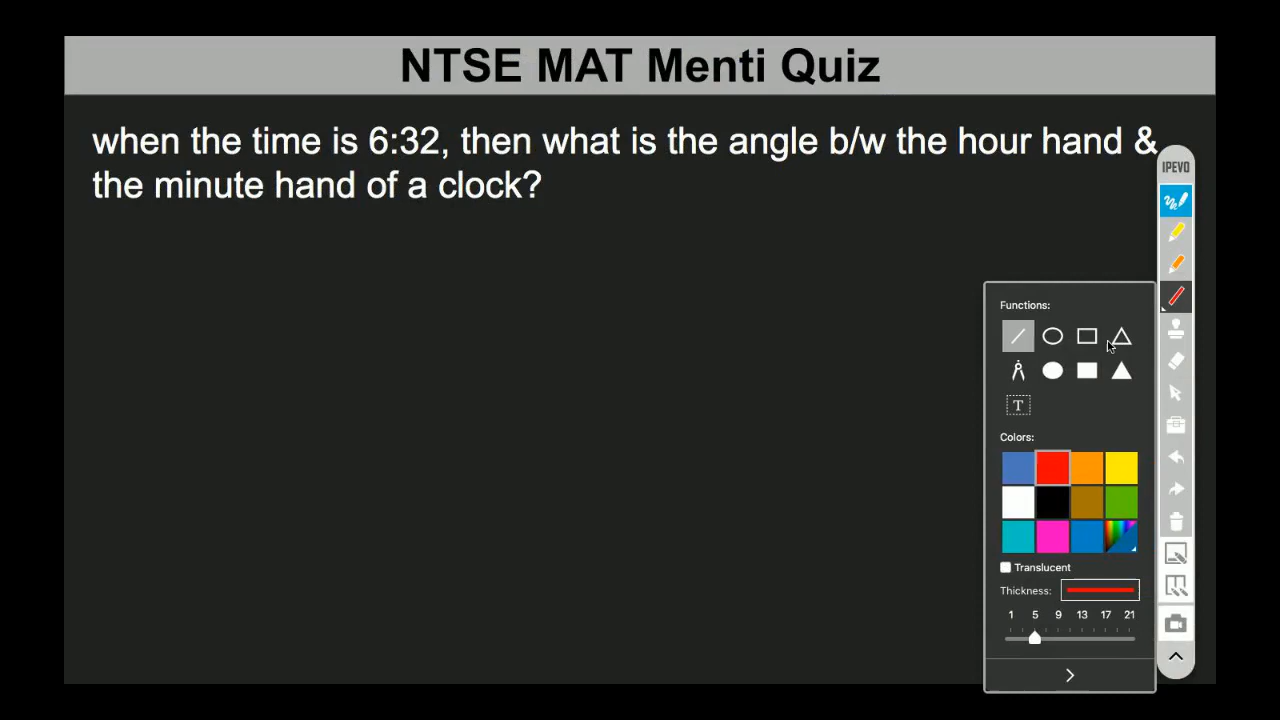 NTSE MAT Menti Quiz
when the time is 6:32, then what is the angle b/w the hour hand &
the minute hand of a clock?
IPEVO
Functions:
T
Colors:
Translucent
Thickness:
1 5 9 13 17 21